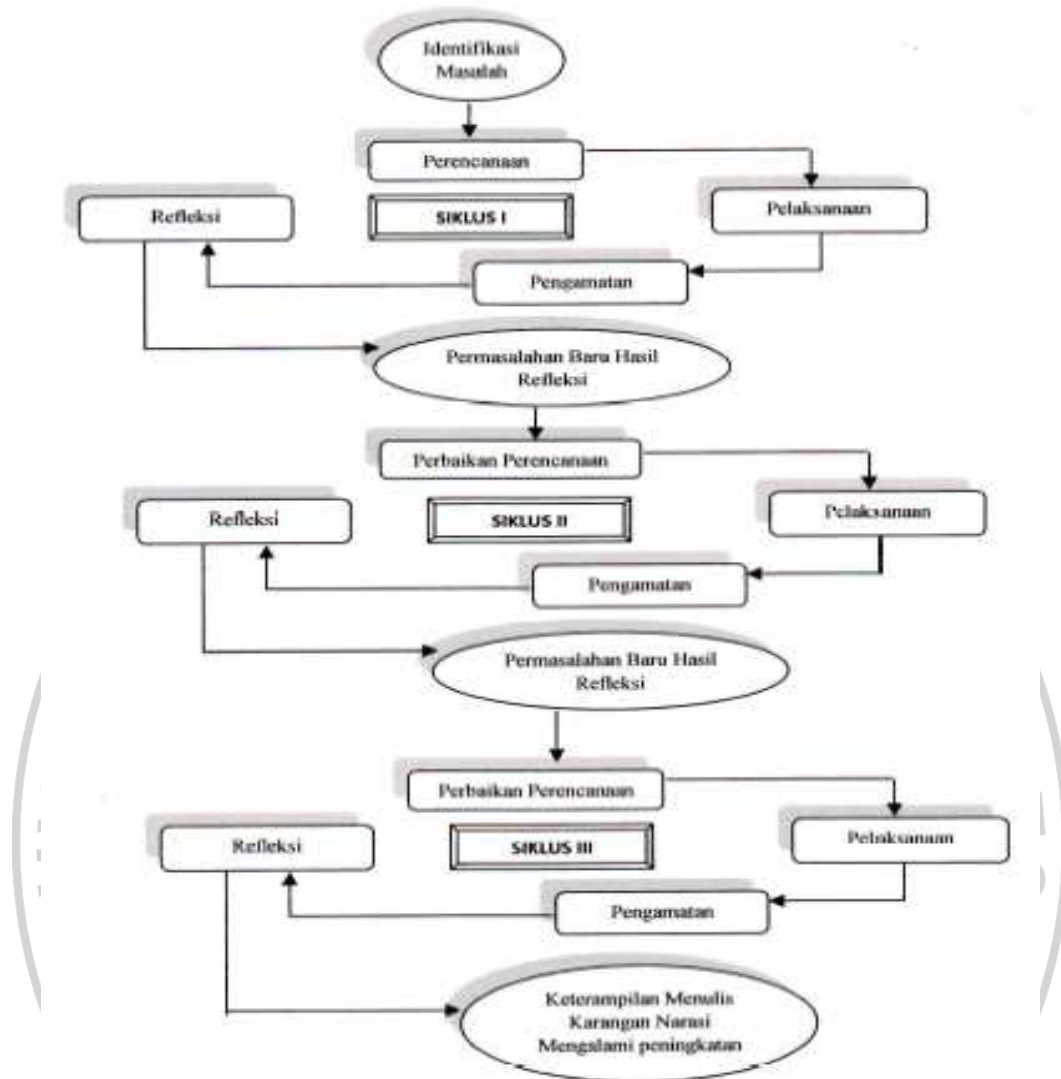 Identifikasi
Masalah
Perencanaan
Refleksi
SIKLUS I
Pelaksanaan
Pengamatan
Permasalahan Baru Hasil
Refleksi
Perbaikan Perencanaan
Refleksi
SIKLUS II
Pelaksanaan
Pengamatan
Permasalahan Baru Hasil
Refleksi
Perbaikan Perencanaan
Refleksi
SIKLUS III
Pelaksanaan
Pengamatan
Keterampilan Menulis
Karangan Narasi
Mengalami peningkatan